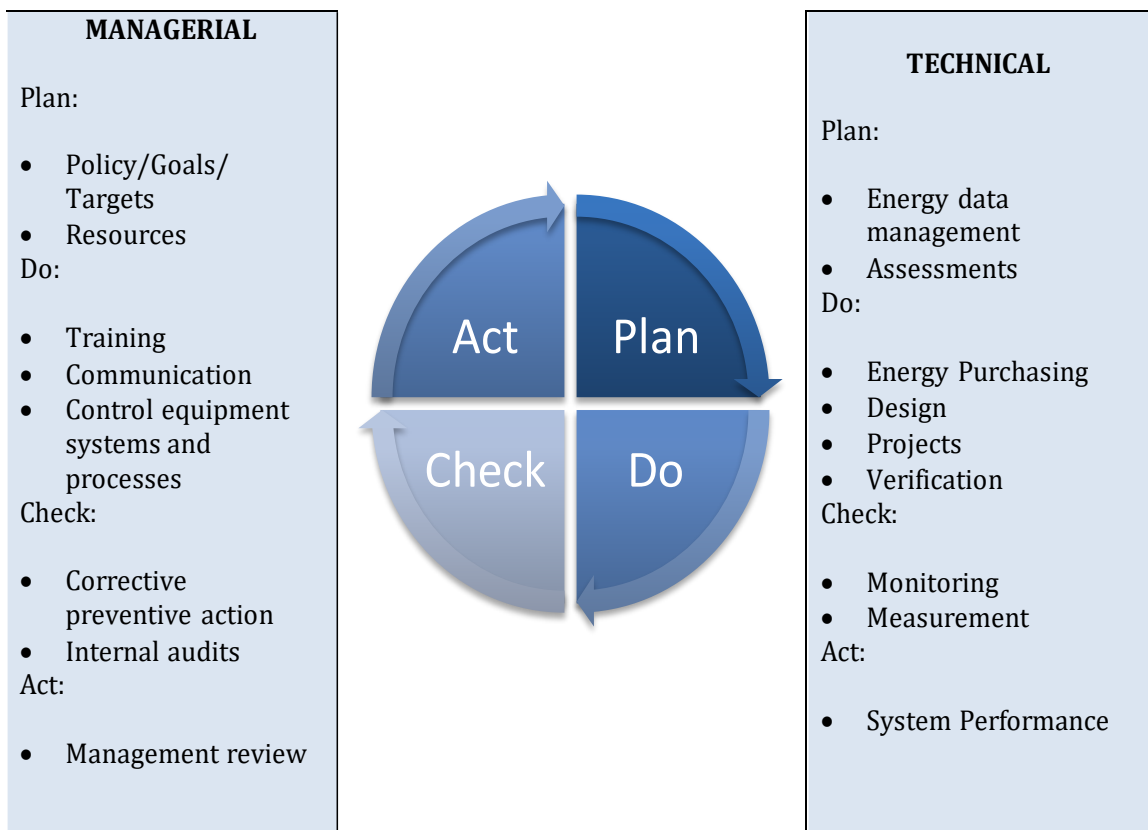 MANAGERIAL
Plan:
• Policy/Goals/
Targets
• Resources
Do:
• Training
• Communication
• Control equipment
systems and
processes
Check:
• Corrective
preventive action
• Internal audits
Act:
• Management review
Act
Plan
Check
Do
TECHNICAL
Plan:
• Energy data
management
• Assessments
Do:
• Energy Purchasing
• Design
• Projects
• Verification
Check:
• Monitoring
• Measurement
Act:
• System Performance